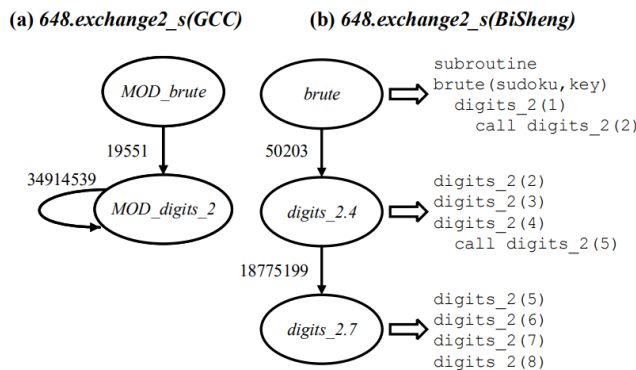 (a) 648.exchange2_s(GCC)
MOD_brute
19551
34914539
MOD_digits_2
(b) 648.exchange2_s(BiSheng)
brute
subroutine
brute(sudoku,key)
digits_2(1)
call digits_2(2)
50203
digits_2.4
digits_2(2)
digits_2(3)
digits_2(4)
call digits_2(5)
18775199
digits_2.7
digits_2(5)
digits_2(6)
digits_2(7)
digits_2(8)